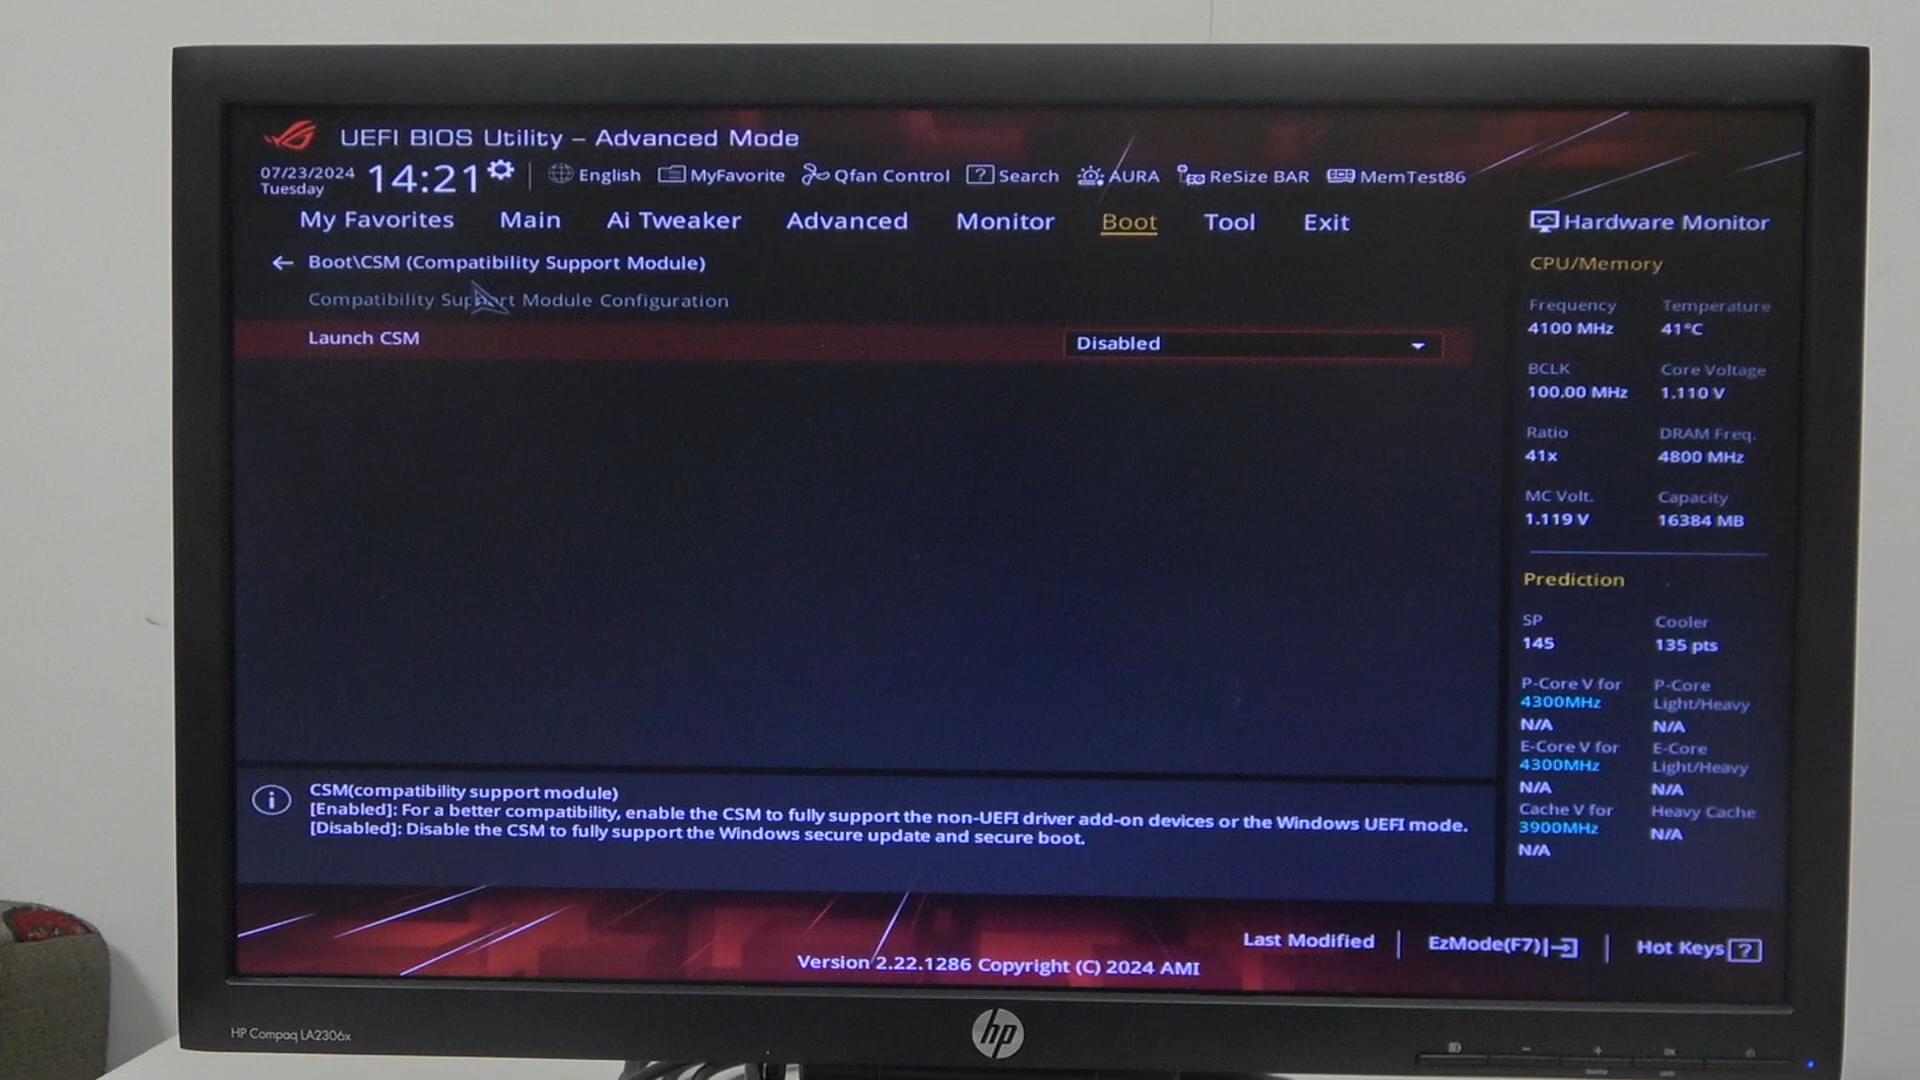 UEFI BIOS Utility – Advanced Mode
07/23/2024
Tuesday
14:21
English
MyFavorite
Qfan Control
Search
AURA
ReSize BAR
MemTest86
My Favorites
Main
Ai Tweaker
Advanced
Monitor
Boot
Tool
Exit
Boot\CSM (Compatibility Support Module)
Compatibility Support Module Configuration
Launch CSM
Disabled
Hardware Monitor
CPU/Memory
Frequency Temperature
4100 MHz 41°C
BCLK Core Voltage
100.00 MHz 1.110 V
Ratio DRAM Freq.
41x 4800 MHz
MC Volt. Capacity
1.119 V 16384 MB
Prediction
SP Cooler
145 135 pts
P-Core V for P-Core
4300MHz Light/Heavy
N/A N/A
E-Core V for E-Core
4300MHz Light/Heavy
N/A N/A
Cache V for Heavy Cache
3900MHz N/A
N/A
CSM(compatibility support module)
[Enabled]: For a better compatibility, enable the CSM to fully support the non-UEFI driver add-on devices or the Windows UEFI mode.
[Disabled]: Disable the CSM to fully support the Windows secure update and secure boot.
Last Modified
EzMode(F7)
Hot Keys ?
Version 2.22.1286 Copyright (C) 2024 AMI
HP Compaq LA2306x
hp